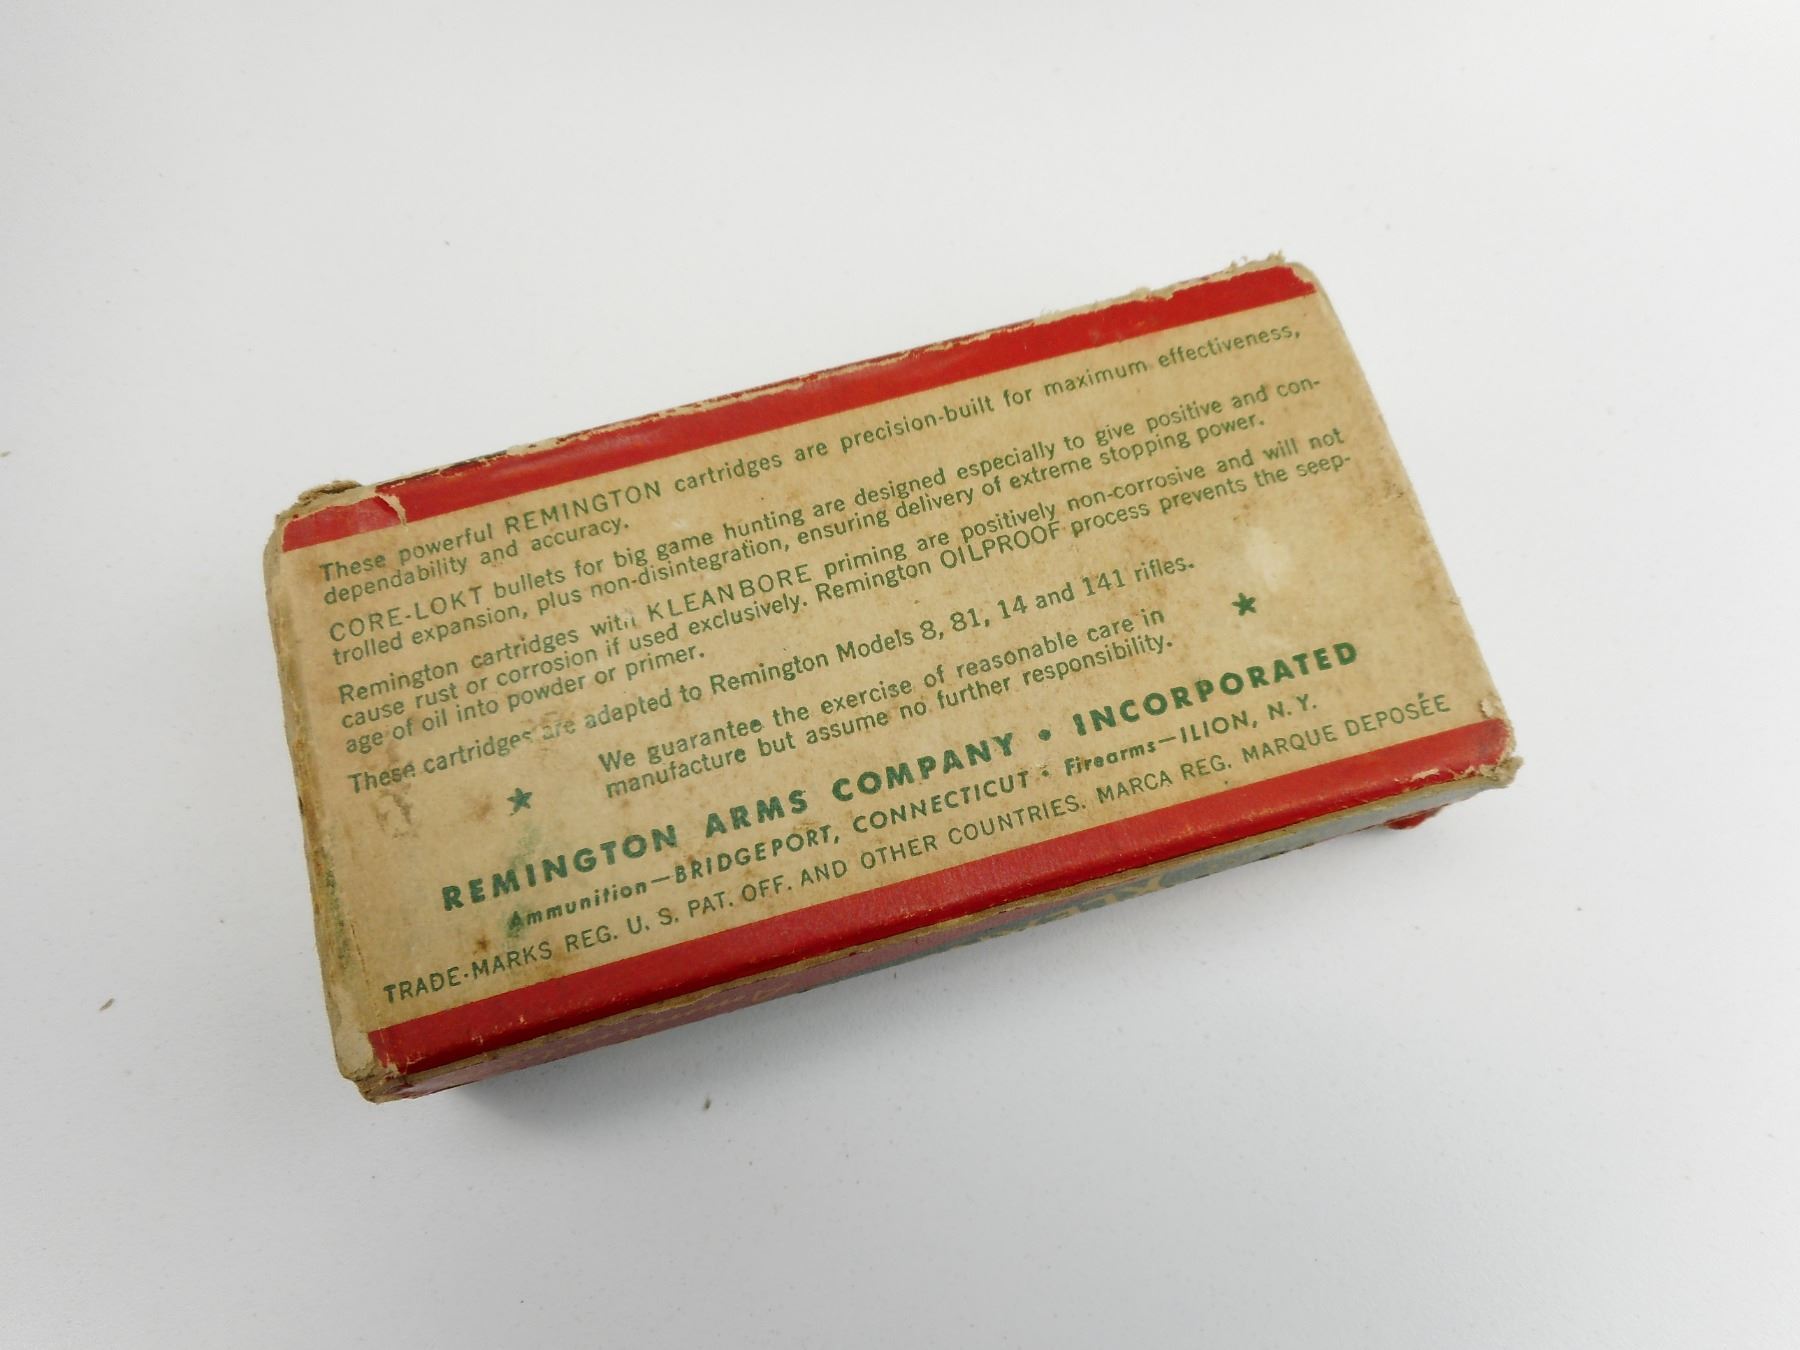 These powerful REMINGTON cartridges are precision-built for maximum effectiveness,
dependability and accuracy.
CORE-LOKT bullets for big game hunting are designed especially to give positive and con-
trolled expansion, plus non-disintegration, ensuring delivery of extreme stopping power.
Remington cartridges with KLEANBORE priming are positively non-corrosive and will not
cause rust or corrosion if used exclusively. Remington OILPROOF process prevents the seep-
age of oil into powder or primer.
These cartridges are adapted to Remington Models 8, 81, 14 and 141 rifles.
We guarantee the exercise of reasonable care in
manufacture but assume no further responsibility.
REMINGTON ARMS COMPANY • INCORPORATED
Ammunition—BRIDGEPORT, CONNECTICUT • Firearms—ILION, N.Y.
TRADE-MARKS REG. U. S. PAT. OFF. AND OTHER COUNTRIES. MARCA REG. MARQUE DEPOSÉE